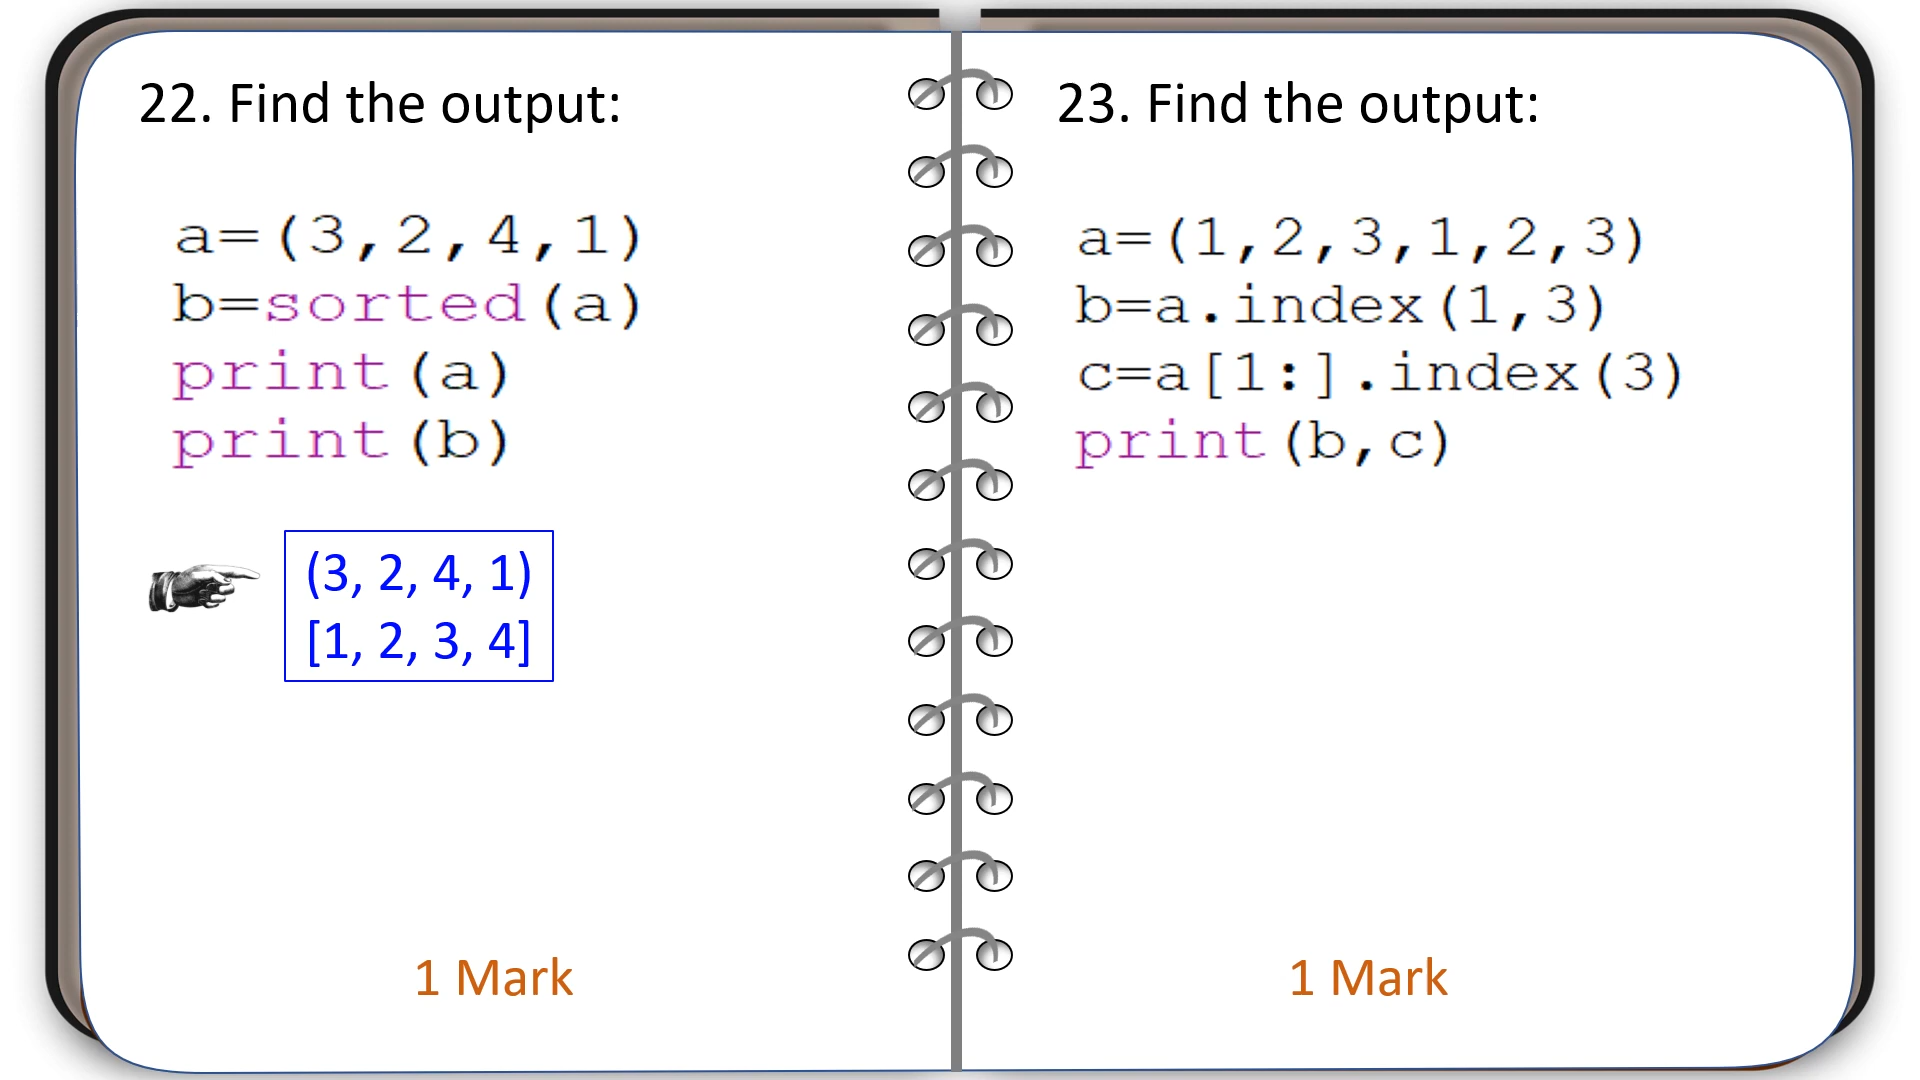 22. Find the output:
a=(3,2,4,1)
b=sorted(a)
print(a)
print(b)
(3, 2, 4, 1)
[1, 2, 3, 4]
1 Mark
23. Find the output:
a=(1,2,3,1,2,3)
b=a.index(1,3)
c=a[1:].index(3)
print(b,c)
1 Mark